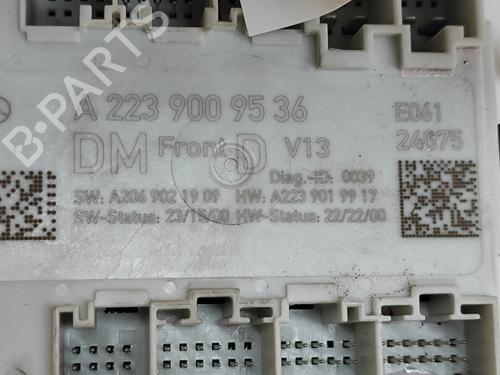 A 223 900 95 36
E061
DM Front D V13
24G75
Diag.-ID: 0039
SW: A206 902 19 09 HW: A223 901 99 17
SW-Status: 23/18/00 HW-Status: 22/22/00
B-PARTS